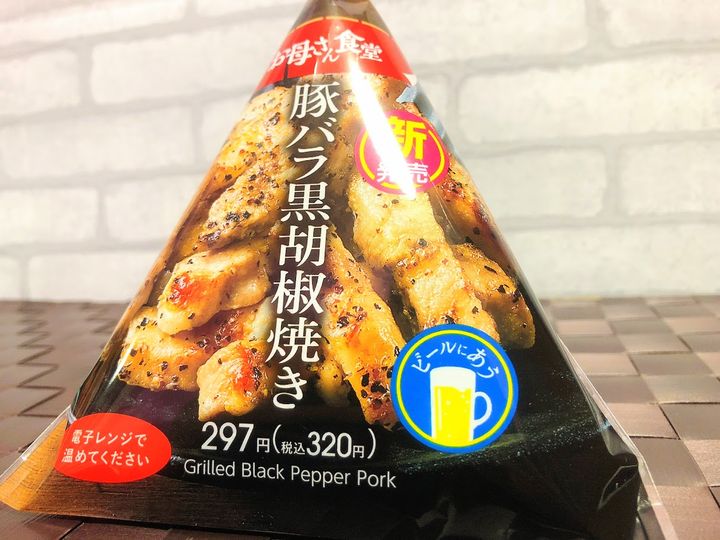 お母さん食堂
豚バラ黒胡椒焼き
新
発売
ビールにあう
297円(税込320円)
Grilled Black Pepper Pork
電子レンジで
温めてください